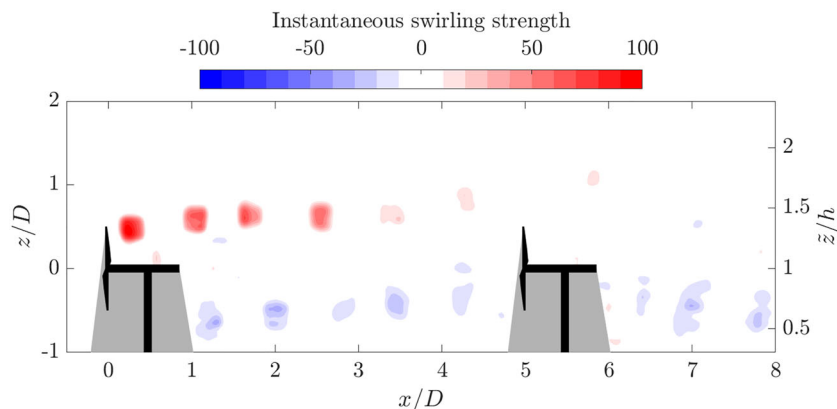 Instantaneous swirling strength
-100 -50 0 50 100
2
1
0
-1
z/D
2
1.5
1
0.5
z̃/h
0 1 2 3 4 5 6 7 8
x/D